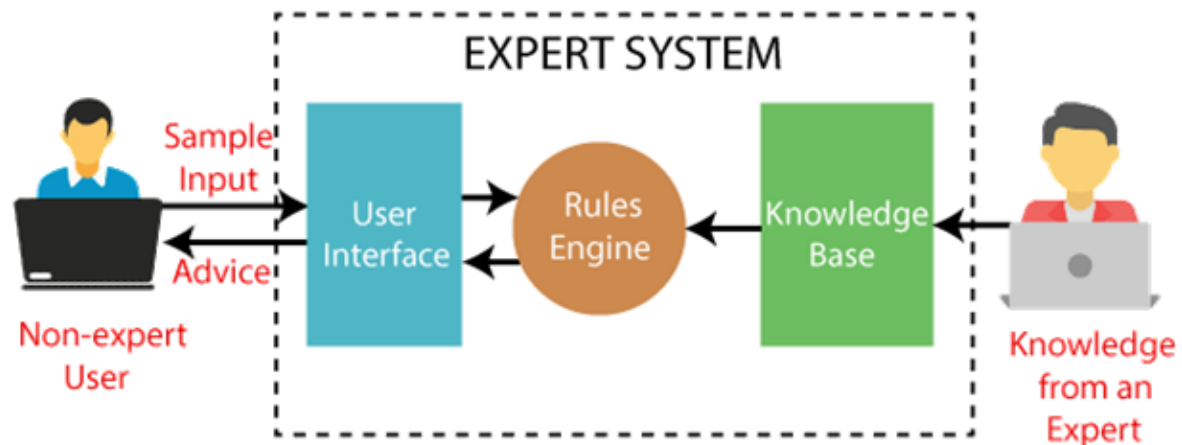 EXPERT SYSTEM
Sample
Input
Advice
Non-expert
User
User
Interface
Rules
Engine
Knowledge
Base
Knowledge
from an
Expert